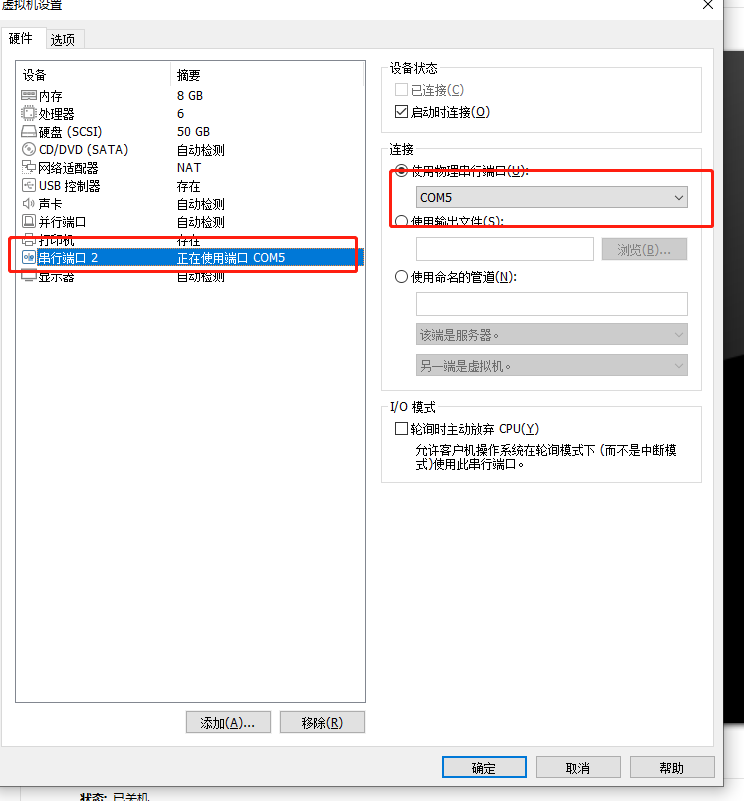 虚拟机设置
硬件 选项
设备 摘要
内存 8 GB
处理器 6
硬盘 (SCSI) 50 GB
CD/DVD (SATA) 自动检测
网络适配器 NAT
USB 控制器 存在
声卡 自动检测
并行端口 自动检测
打印机 存在
串行端口 2 正在使用端口 COM5
显示器 自动检测
添加(A)... 移除(R)
设备状态
已连接(C)
启动时连接(O)
连接
使用物理串行端口(U):
COM5
使用输出文件(S):
浏览(B)...
使用命名的管道(N):
该端是服务器。
另一端是虚拟机。
I/O 模式
轮询时主动放弃 CPU(Y)
允许客户机操作系统在轮询模式下 (而不是中断模
式)使用此串行端口。
确定 取消 帮助
状态: 已关机